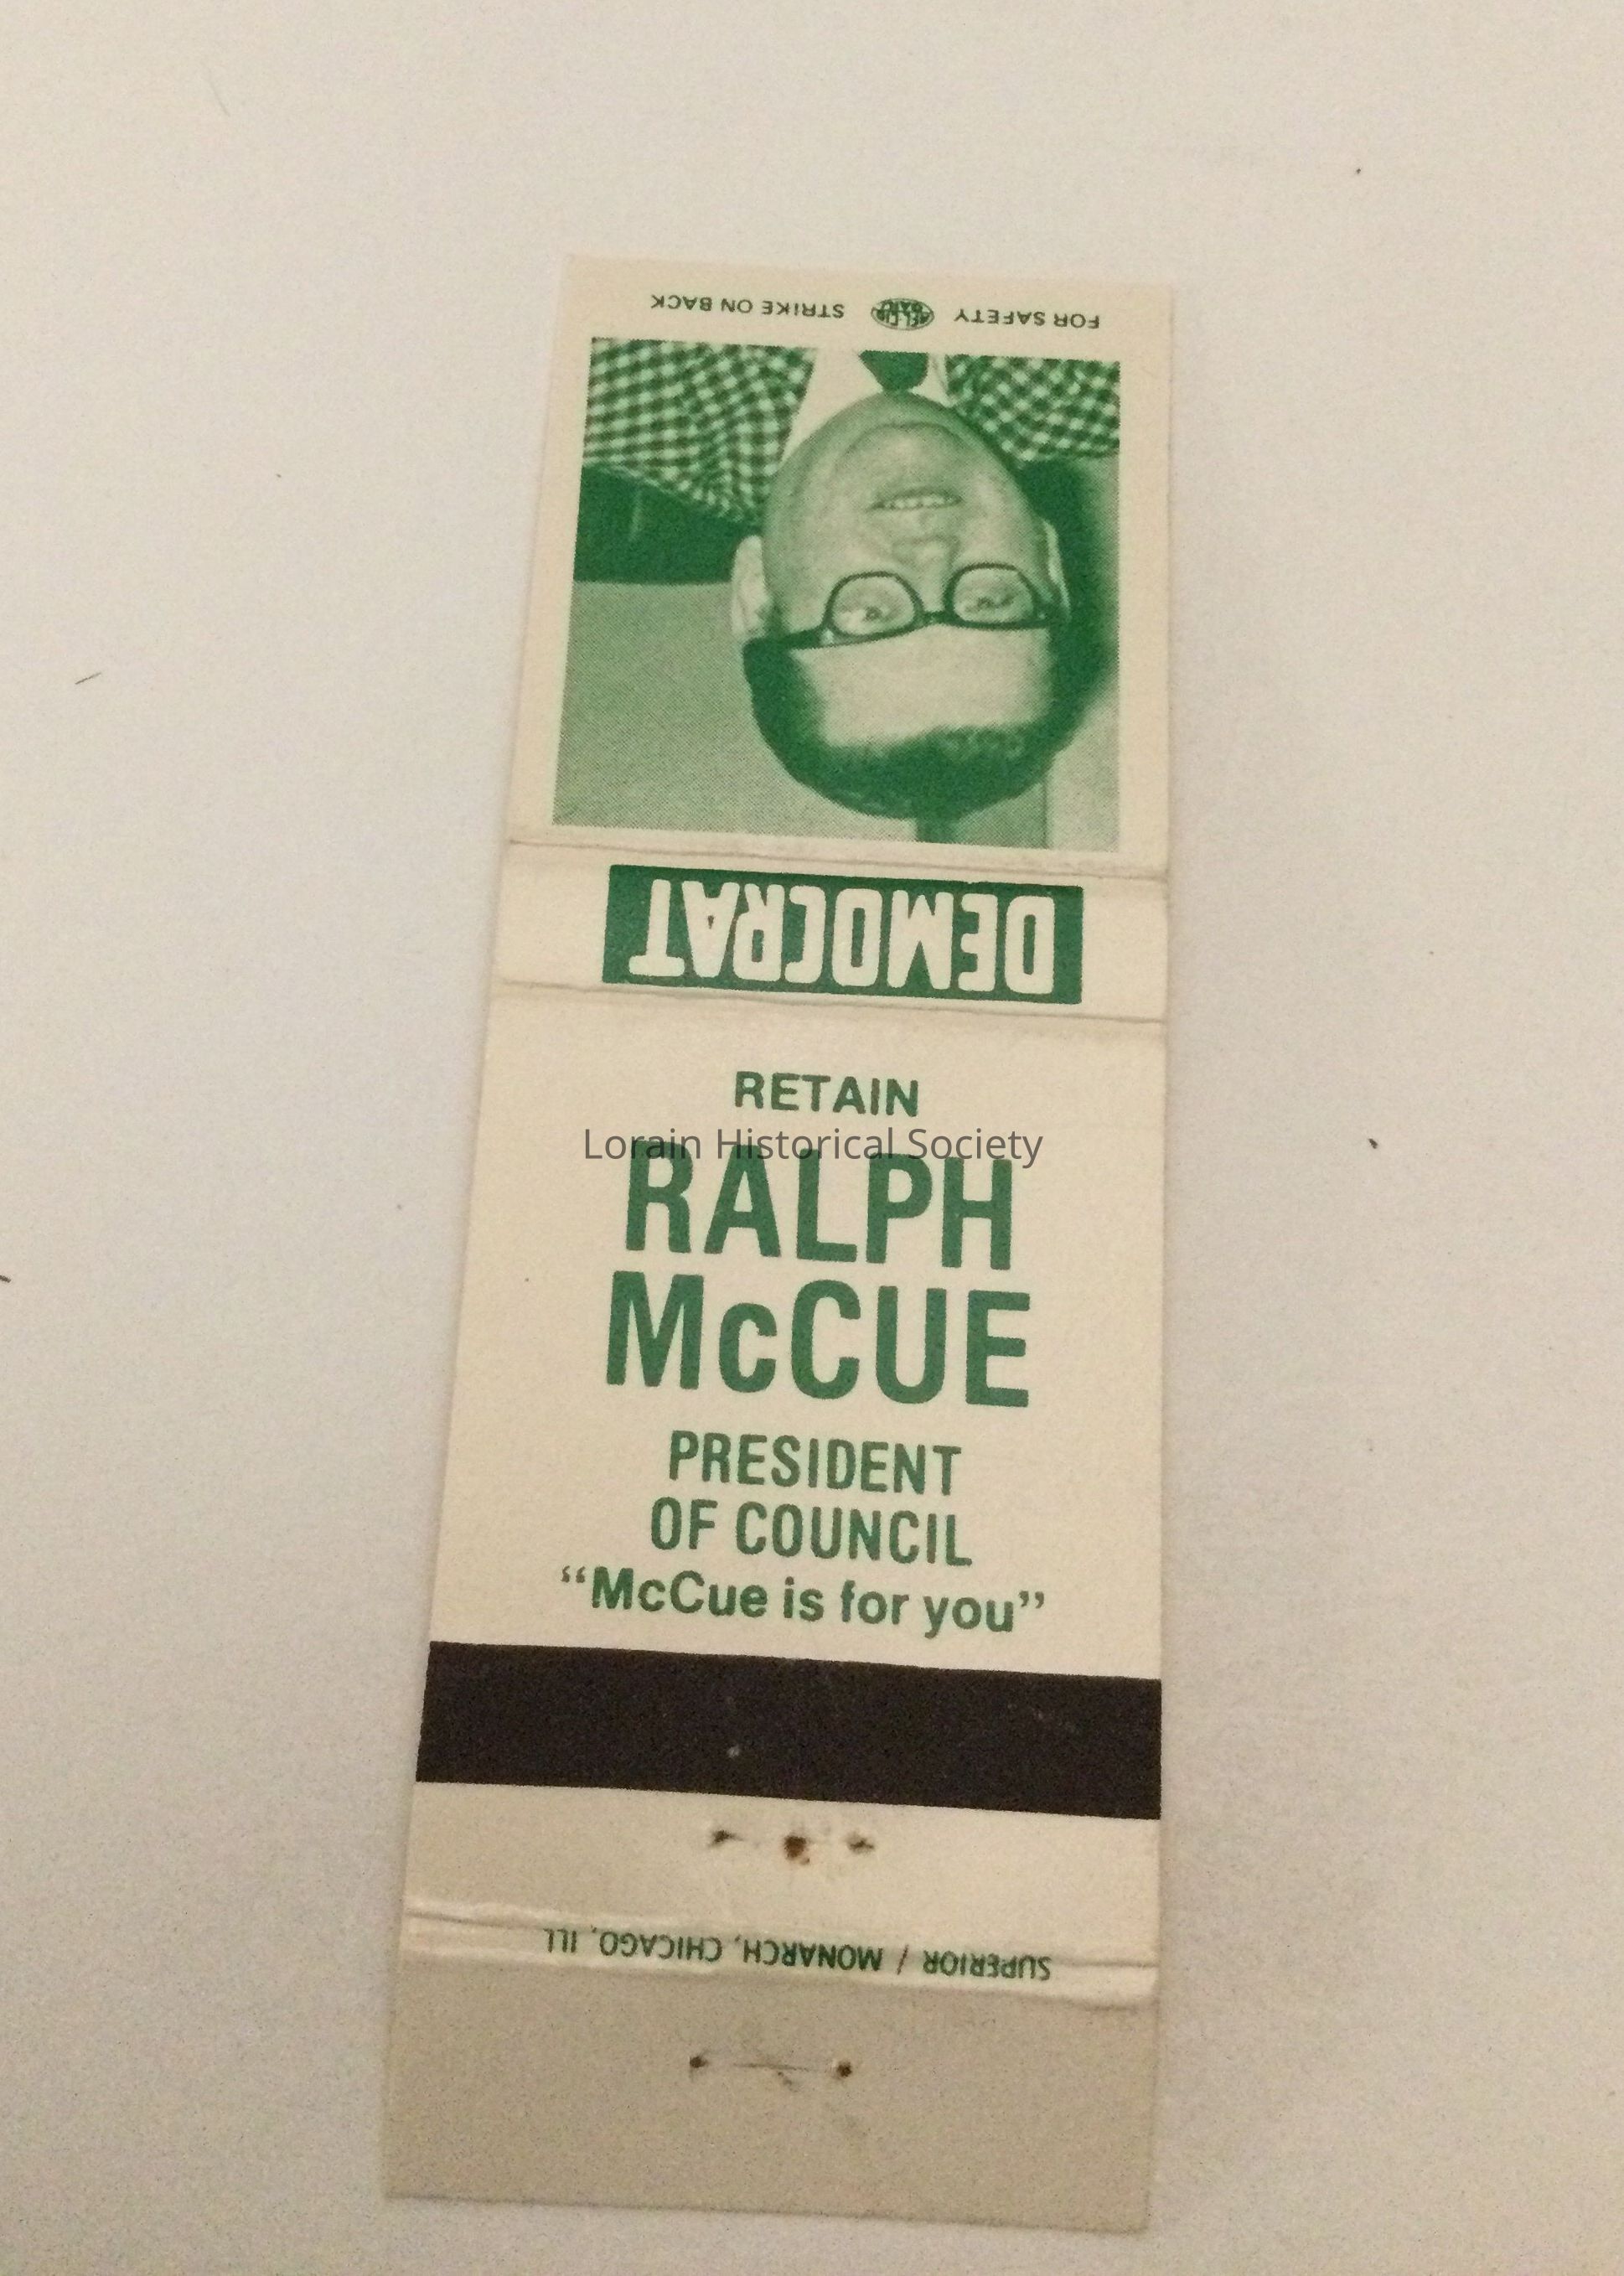 FOR SAFETY STRIKE ON BACK
DEMOCRAT
RETAIN
Lorain Historical Society
RALPH
McCUE
PRESIDENT
OF COUNCIL
“McCue is for you”
SUPERIOR / MONARCH, CHICAGO, ILL